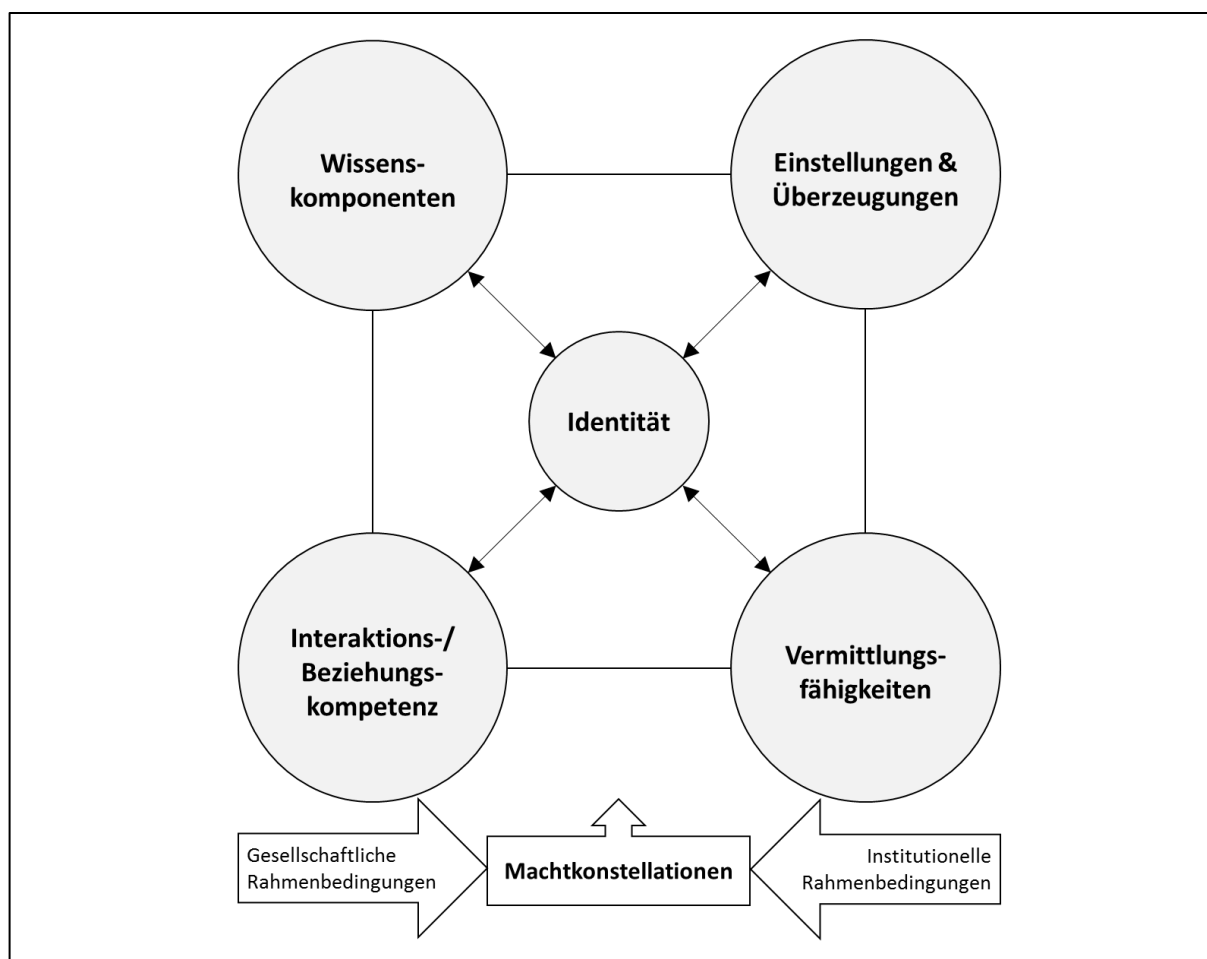 Wissens-
komponenten
Einstellungen &
Überzeugungen
Identität
Interaktions-/
Beziehungs-
kompetenz
Vermittlungs-
fähigkeiten
Gesellschaftliche
Rahmenbedingungen
Machtkonstellationen
Institutionelle
Rahmenbedingungen